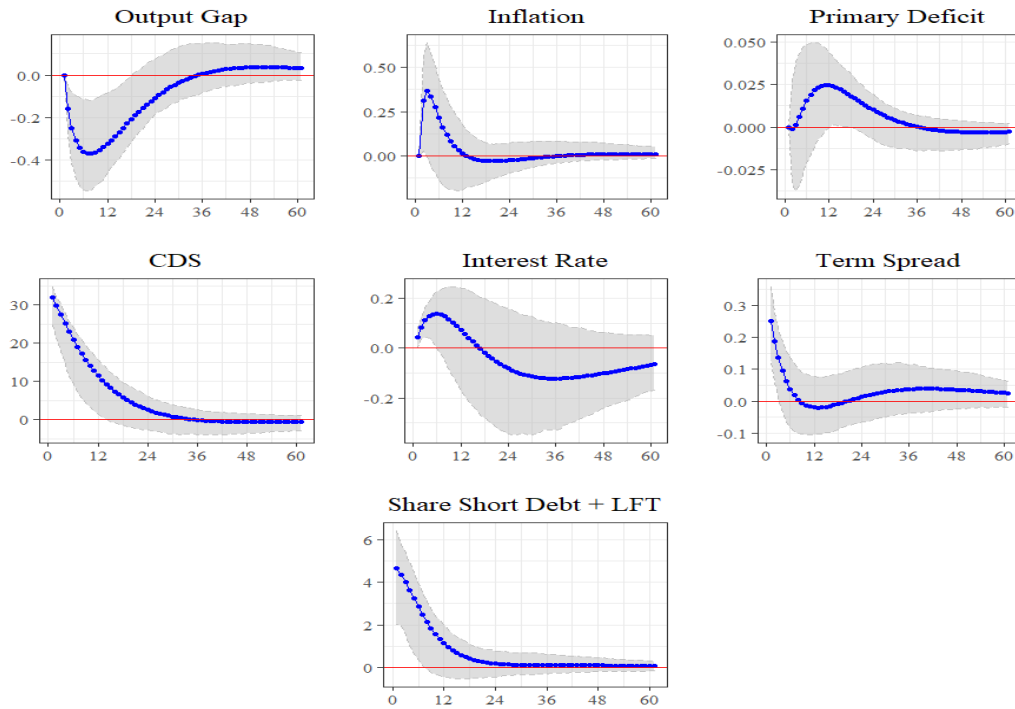 Output Gap
0.0
-0.2
-0.4
0 12 24 36 48 60
Inflation
0.50
0.25
0.00
0 12 24 36 48 60
Primary Deficit
0.050
0.025
0.000
-0.025
0 12 24 36 48 60
CDS
30
20
10
0
0 12 24 36 48 60
Interest Rate
0.2
0.0
-0.2
0 12 24 36 48 60
Term Spread
0.3
0.2
0.1
0.0
-0.1
0 12 24 36 48 60
Share Short Debt + LFT
6
4
2
0
0 12 24 36 48 60